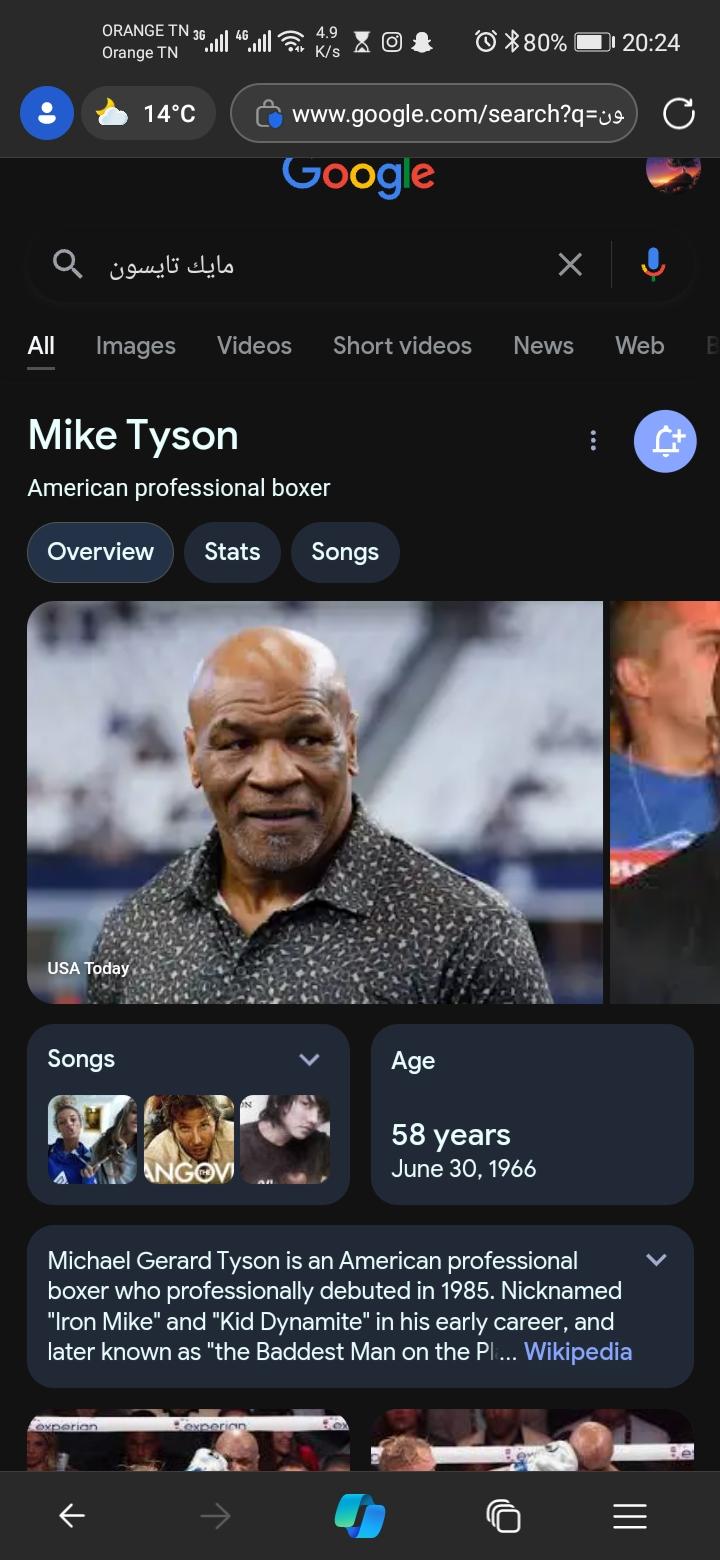 ORANGE TN 3G 4G 4.9 80% 20:24
Orange TN K/s
14°C www.google.com/search?q=ون
Google
مايك تايسون
All Images Videos Short videos News Web
Mike Tyson
American professional boxer
Overview Stats Songs
USA Today
Songs
Age
58 years
June 30, 1966
Michael Gerard Tyson is an American professional
boxer who professionally debuted in 1985. Nicknamed
"Iron Mike" and "Kid Dynamite" in his early career, and
later known as "the Baddest Man on the Pl... Wikipedia
experian experian